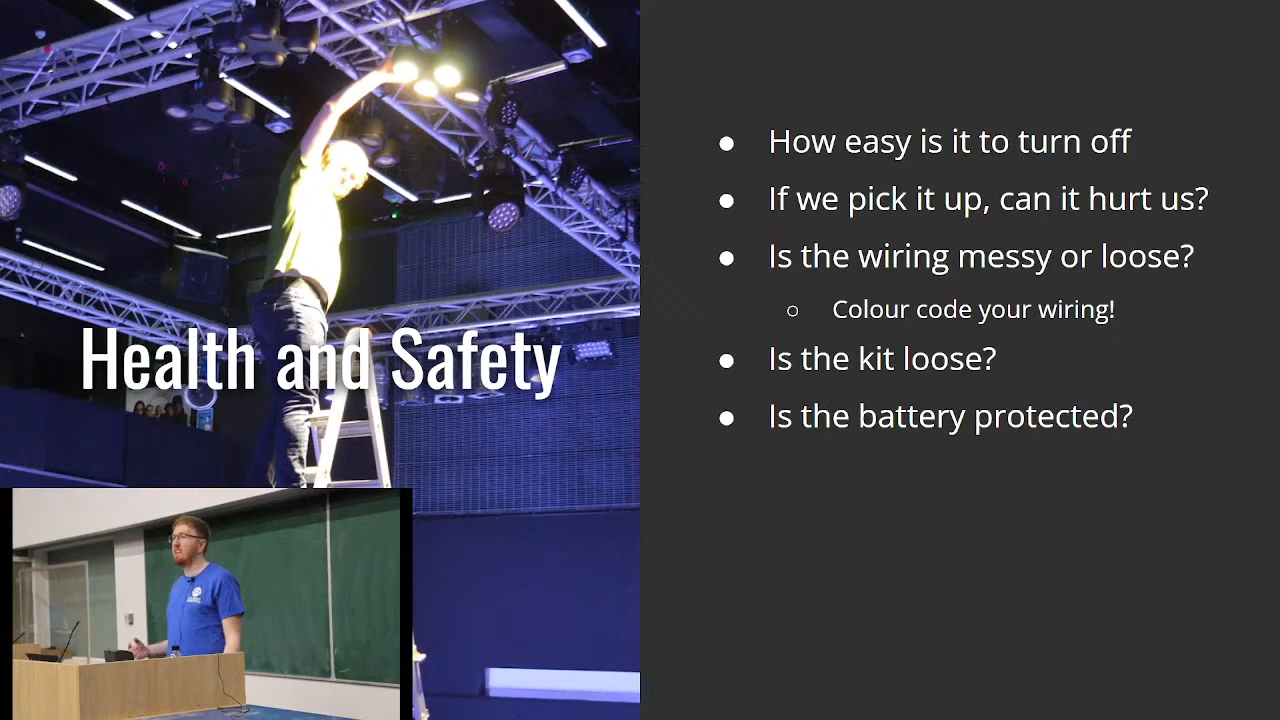 Health and Safety
How easy is it to turn off
If we pick it up, can it hurt us?
Is the wiring messy or loose?
Colour code your wiring!
Is the kit loose?
Is the battery protected?